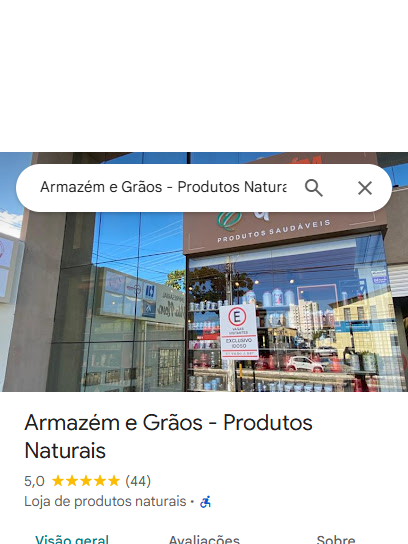 Armazém e Grãos - Produtos Natura
PRODUTOS SAUDÁVEIS
E
VAGAS
EXCLUSIVO
IDOSO
Armazém e Grãos - Produtos
Naturais
5,0 (44)
Loja de produtos naturais ·
Visão geral Avaliações Sobre